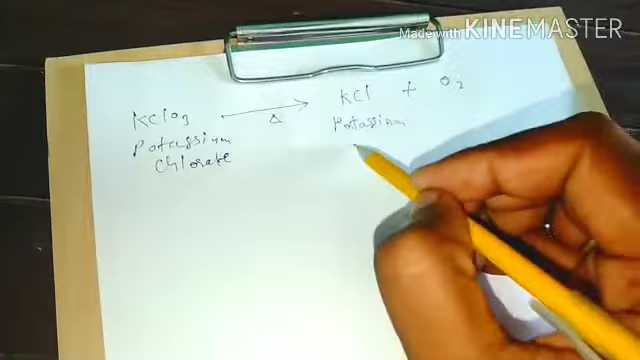 Made with KINEMASTER
KClO3 → KCl + O2
Δ
Potassium Potassium
Chlorate